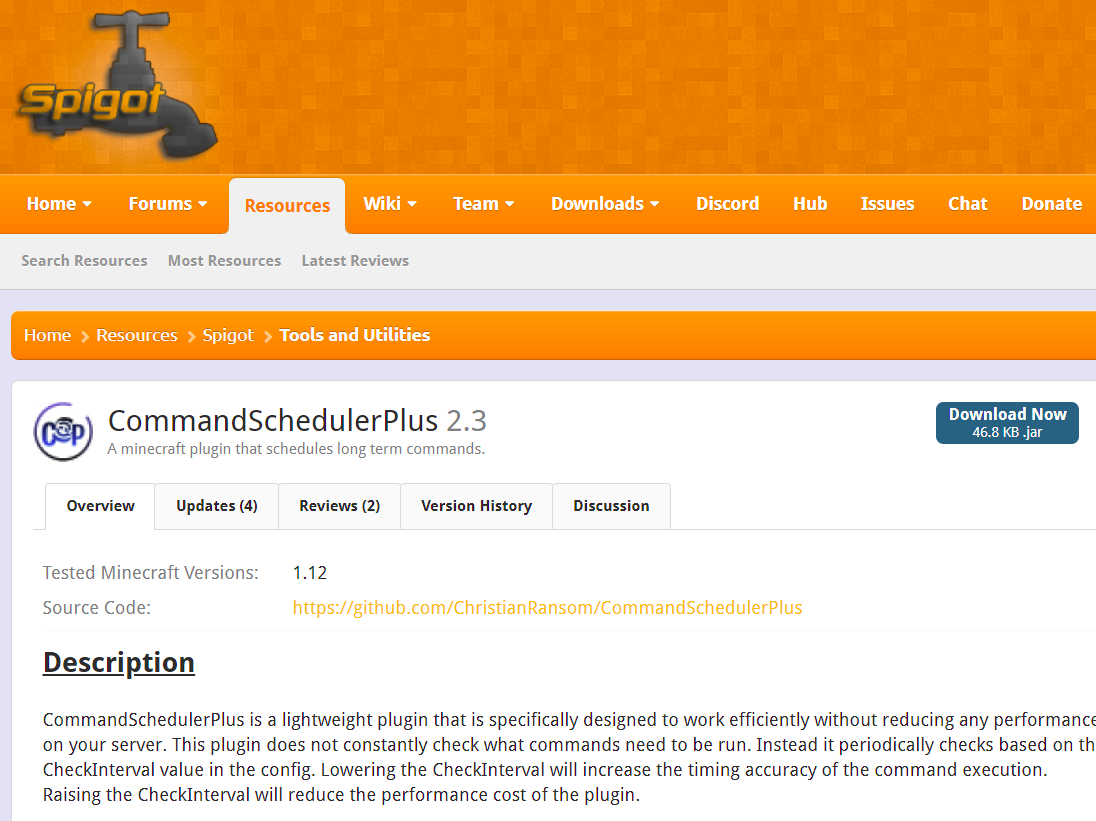 Spigot
Home Forums Resources Wiki Team Downloads Discord Hub Issues Chat Donate
Search Resources Most Resources Latest Reviews
Home Resources Spigot Tools and Utilities
CSP
CommandSchedulerPlus 2.3
A minecraft plugin that schedules long term commands.
Download Now
46.8 KB .jar
Overview Updates (4) Reviews (2) Version History Discussion
Tested Minecraft Versions: 1.12
Source Code: https://github.com/ChristianRansom/CommandSchedulerPlus
Description
CommandSchedulerPlus is a lightweight plugin that is specifically designed to work efficiently without reducing any performance
on your server. This plugin does not constantly check what commands need to be run. Instead it periodically checks based on th
CheckInterval value in the config. Lowering the CheckInterval will increase the timing accuracy of the command execution.
Raising the CheckInterval will reduce the performance cost of the plugin.